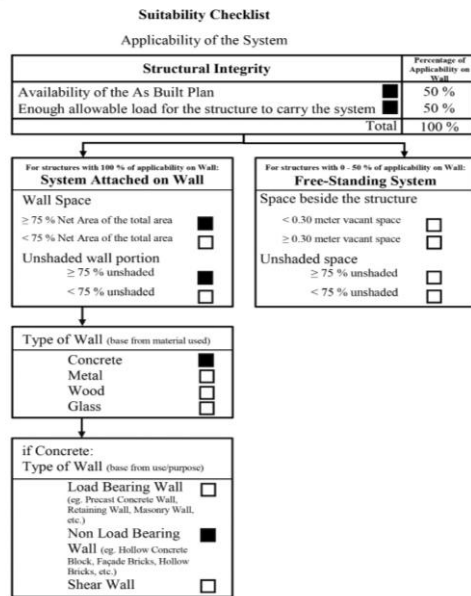 Suitability Checklist
Applicability of the System
Structural Integrity
Percentage of
Applicability on
Wall
Availability of the As Built Plan
50 %
Enough allowable load for the structure to carry the system
50 %
Total
100 %
For structures with 100 % of applicability on Wall:
System Attached on Wall
Wall Space
≥ 75 % Net Area of the total area
< 75 % Net Area of the total area
Unshaded wall portion
≥ 75 % unshaded
< 75 % unshaded
For structures with 0 - 50 % of applicability on Wall:
Free-Standing System
Space beside the structure
< 0.30 meter vacant space
≥ 0.30 meter vacant space
Unshaded space
≥ 75 % unshaded
< 75 % unshaded
Type of Wall (base from material used)
Concrete
Metal
Wood
Glass
if Concrete:
Type of Wall (base from use/purpose)
Load Bearing Wall
(eg. Precast Concrete Wall,
Retaining Wall, Masonry Wall,
etc.)
Non Load Bearing
Wall (eg. Hollow Concrete
Block, Façade Bricks, Hollow
Bricks, etc.)
Shear Wall